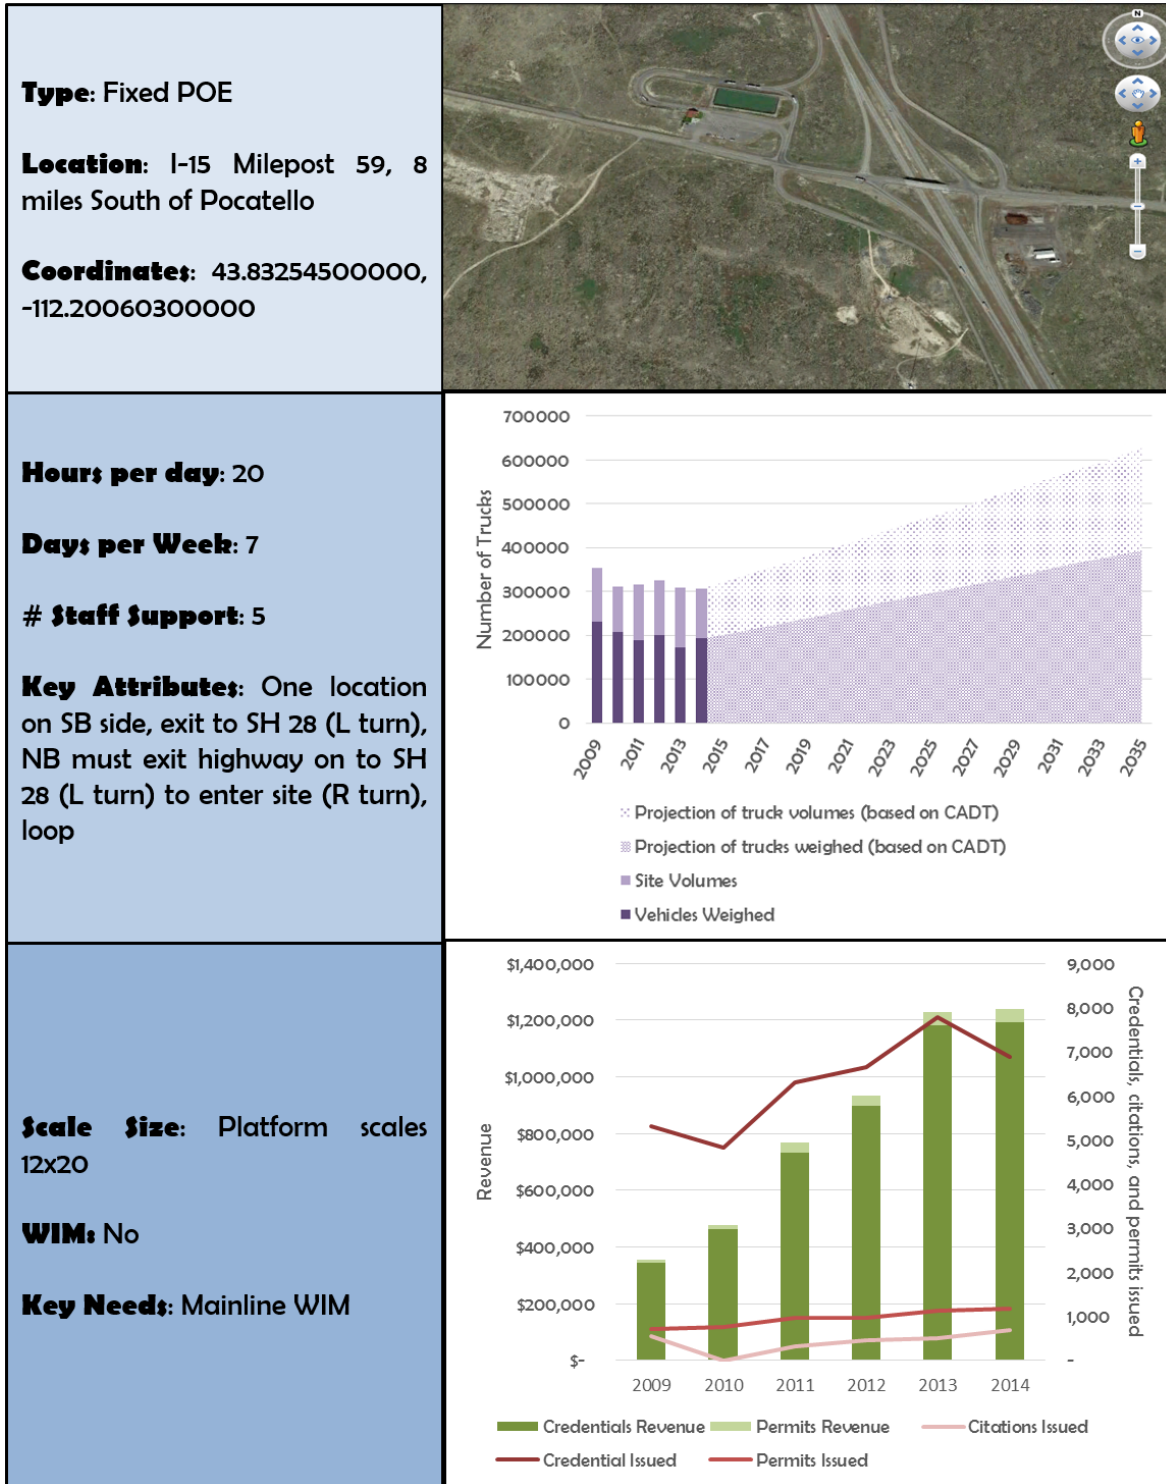 Type: Fixed POE
Location: I-15 Milepost 59, 8
miles South of Pocatello
Coordinates: 43.83254500000,
-112.20060300000
N
Hours per day: 20
Days per Week: 7
# Staff Support: 5
Key Attributes: One location
on SB side, exit to SH 28 (L turn),
NB must exit highway on to SH
28 (L turn) to enter site (R turn),
loop
Number of Trucks
700000
600000
500000
400000
300000
200000
100000
0
2009
2011
2013
2015
2017
2019
2021
2023
2025
2027
2029
2031
2033
2035
Projection of truck volumes (based on CADT)
Projection of trucks weighed (based on CADT)
Site Volumes
Vehicles Weighed
Scale Size: Platform scales
12x20
WIM: No
Key Needs: Mainline WIM
Revenue
$1,400,000
$1,200,000
$1,000,000
$800,000
$600,000
$400,000
$200,000
$-
9,000
8,000
7,000
6,000
5,000
4,000
3,000
2,000
1,000
-
Credentials, citations, and permits issued
2009
2010
2011
2012
2013
2014
Credentials Revenue
Permits Revenue
Citations Issued
Credential Issued
Permits Issued